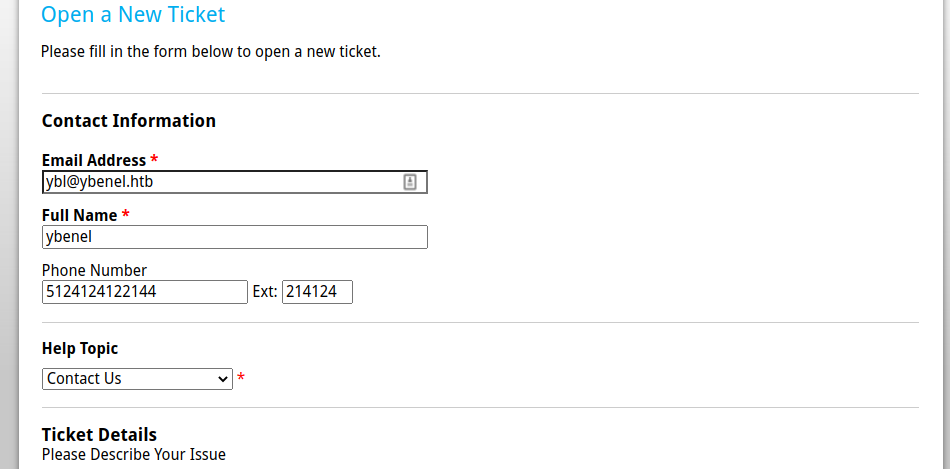 Open a New Ticket
Please fill in the form below to open a new ticket.
Contact Information
Email Address *
ybl@ybenel.htb
Full Name *
ybenel
Phone Number
5124124122144 Ext: 214124
Help Topic
Contact Us *
Ticket Details
Please Describe Your Issue